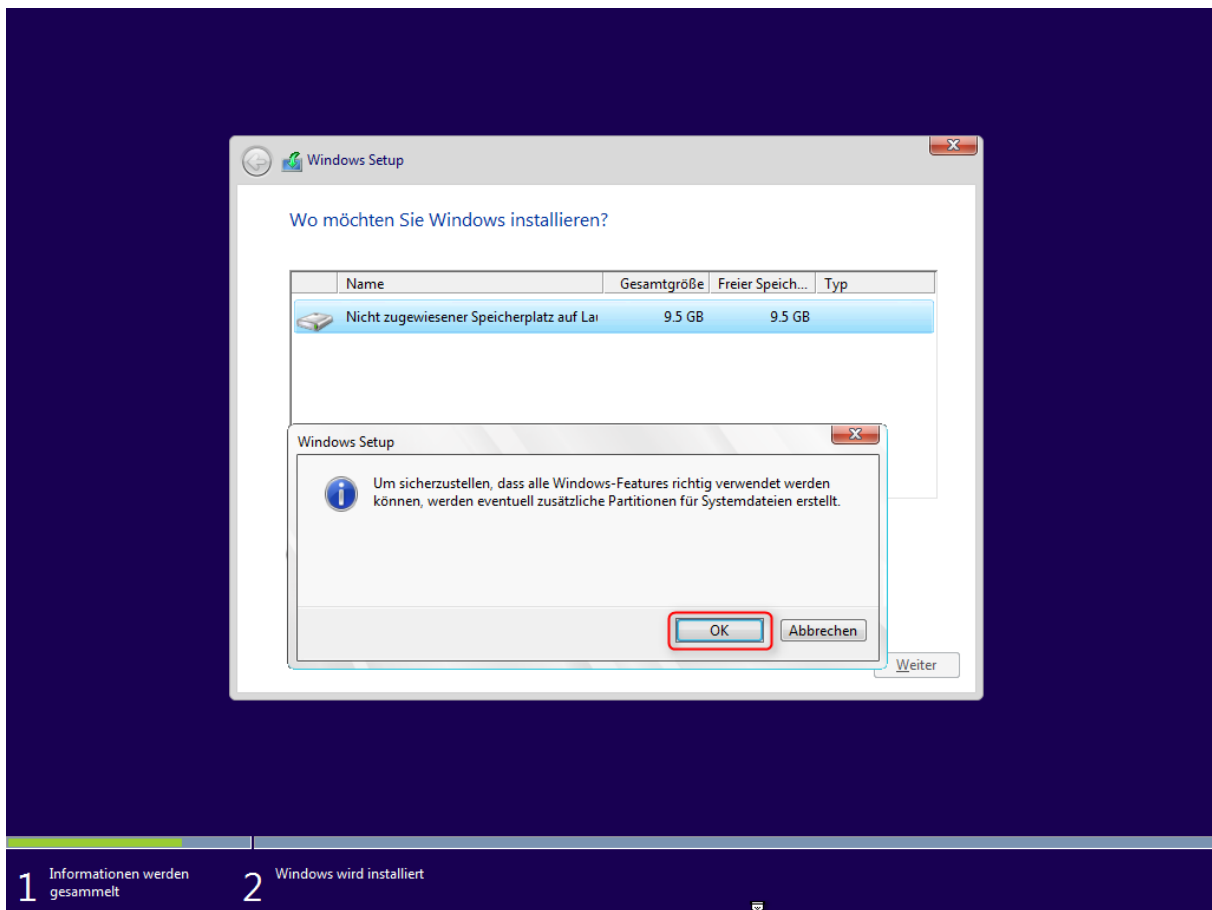 Windows Setup
Wo möchten Sie Windows installieren?
Name Gesamtgröße Freier Speich... Typ
Nicht zugewiesener Speicherplatz auf Lau 9.5 GB 9.5 GB
Windows Setup
Um sicherzustellen, dass alle Windows-Features richtig verwendet werden
können, werden eventuell zusätzliche Partitionen für Systemdateien erstellt.
OK Abbrechen
Weiter
1 Informationen werden
gesammelt
2 Windows wird installiert